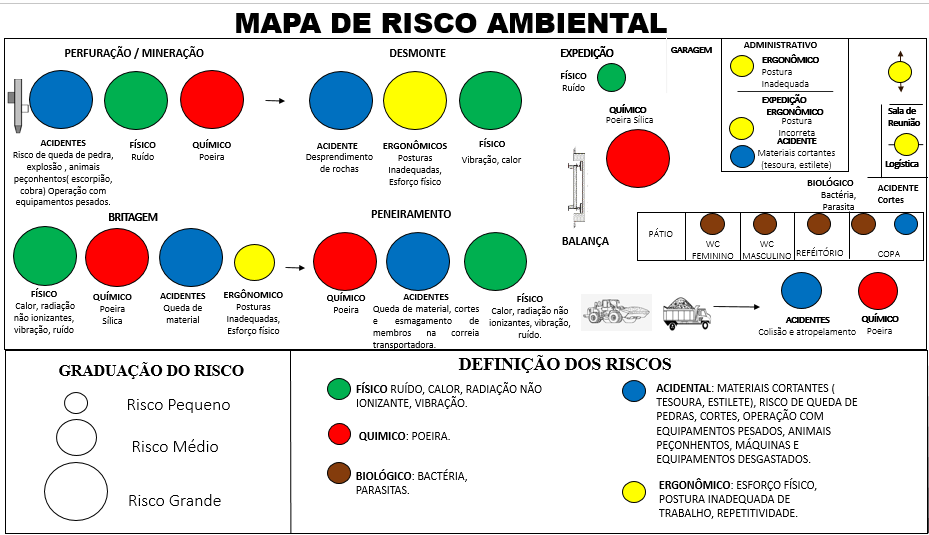 MAPA DE RISCO AMBIENTAL
PERFURAÇÃO / MINERAÇÃO
ACIDENTES
Risco de queda de pedra,
explosão , animais
peçonhentos( escorpião,
cobra) Operação com
equipamentos pesados.
FÍSICO
Ruído
QUÍMICO
Poeira
DESMONTE
ACIDENTE
Desprendimento
de rochas
ERGONÔMICOS
Posturas
Inadequadas,
Esforço físico
FÍSICO
Vibração, calor
EXPEDIÇÃO
FÍSICO
Ruído
QUÍMICO
Poeira Sílica
BALANÇA
GARAGEM
ADMINISTRATIVO
ERGONÔMICO
Postura
Inadequada
EXPEDIÇÃO
ERGONÔMICO
Postura
Incorreta
ACIDENTE
Materiais cortantes
(tesoura, estilete)
Sala de
Reunião
Logística
BIOLÓGICO
Bactéria,
Parasita
ACIDENTE
Cortes
PÁTIO
WC
FEMININO
WC
MASCULINO
REFÉITÓRIO
COPA
BRITAGEM
FÍSICO
Calor, radiação
não ionizantes,
vibração, ruído
QUÍMICO
Poeira
Sílica
ACIDENTES
Queda de
material
ERGÔNOMICO
Posturas
Inadequadas,
Esforço físico
PENEIRAMENTO
QUÍMICO
Poeira
ACIDENTES
Queda de material, cortes
e esmagamento de
membros na correia
transportadora.
FÍSICO
Calor, radiação não
ionizantes, vibração,
ruído.
ACIDENTES
Colisão e atropelamento
QUÍMICO
Poeira
GRADUAÇÃO DO RISCO
Risco Pequeno
Risco Médio
Risco Grande
DEFINIÇÃO DOS RISCOS
FÍSICO RUÍDO, CALOR, RADIAÇÃO NÃO
IONIZANTE, VIBRAÇÃO.
QUIMICO: POEIRA.
BIOLÓGICO: BACTÉRIA,
PARASITAS.
ACIDENTAL: MATERIAIS CORTANTES (
TESOURA, ESTILETE), RISCO DE QUEDA DE
PEDRAS, CORTES, OPERAÇÃO COM
EQUIPAMENTOS PESADOS, ANIMAIS
PEÇONHENTOS, MÁQUINAS E
EQUIPAMENTOS DESGASTADOS.
ERGONÔMICO: ESFORÇO FÍSICO,
POSTURA INADEQUADA DE
TRABALHO, REPETITIVIDADE.